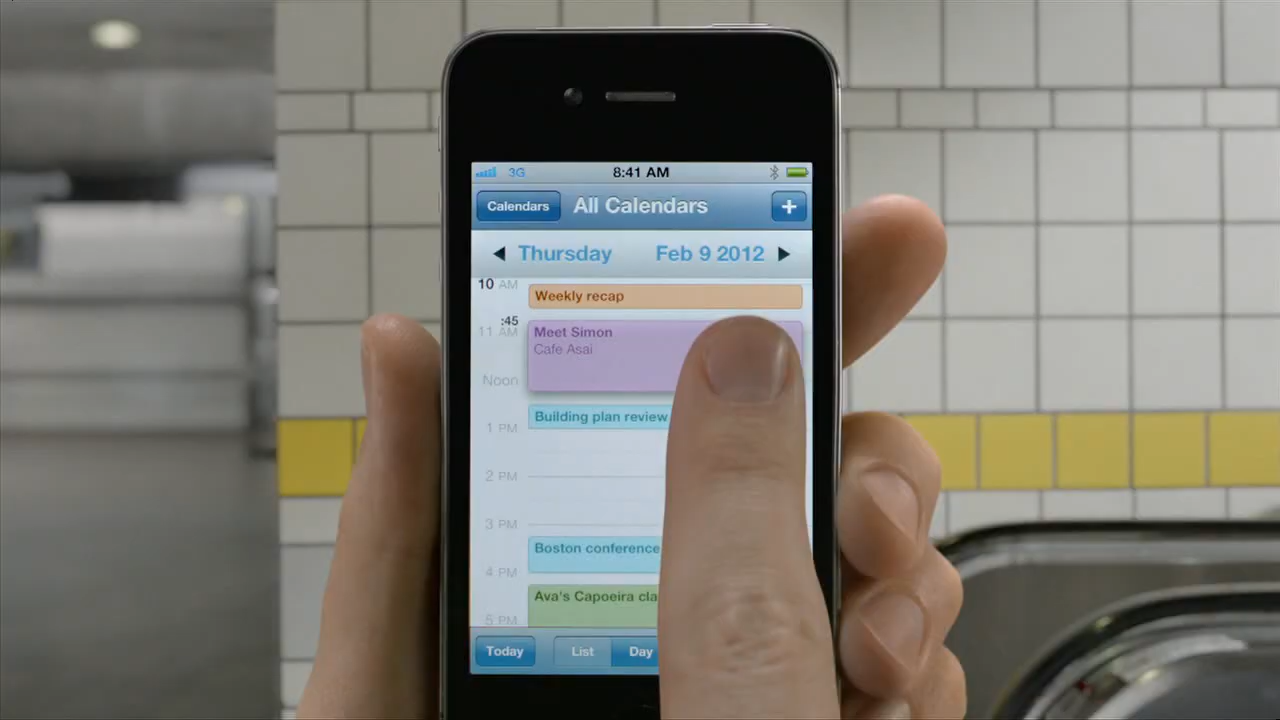 3G 8:41 AM
Calendars All Calendars +
Thursday Feb 9 2012
10 AM
Weekly recap
:45
11 AM
Meet Simon
Cafe Asai
Noon
Building plan review
1 PM
2 PM
3 PM
Boston conference
4 PM
Ava's Capoeira cla
5 PM
Today List Day